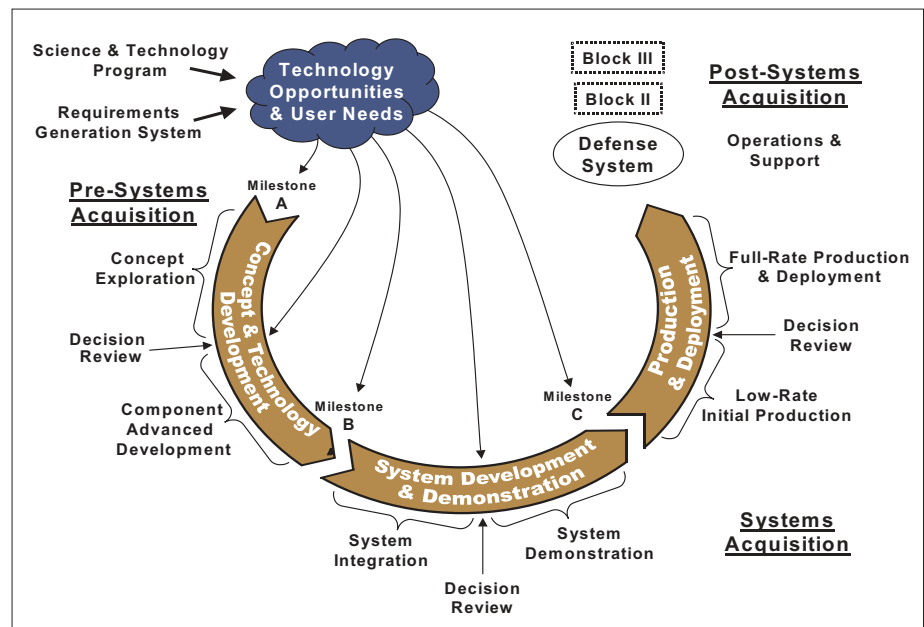 Science & Technology
Program
Requirements
Generation System
Technology
Opportunities
& User Needs
Block III
Block II
Defense
System
Post-Systems
Acquisition
Operations &
Support
Pre-Systems
Acquisition
Milestone
A
Concept
Exploration
Decision
Review
Component
Advanced
Development
Concept & Technology
Development
Milestone
B
System Development
& Demonstration
System
Integration
Decision
Review
System
Demonstration
Milestone
C
Production
& Deployment
Full-Rate Production
& Deployment
Decision
Review
Low-Rate
Initial Production
Systems
Acquisition